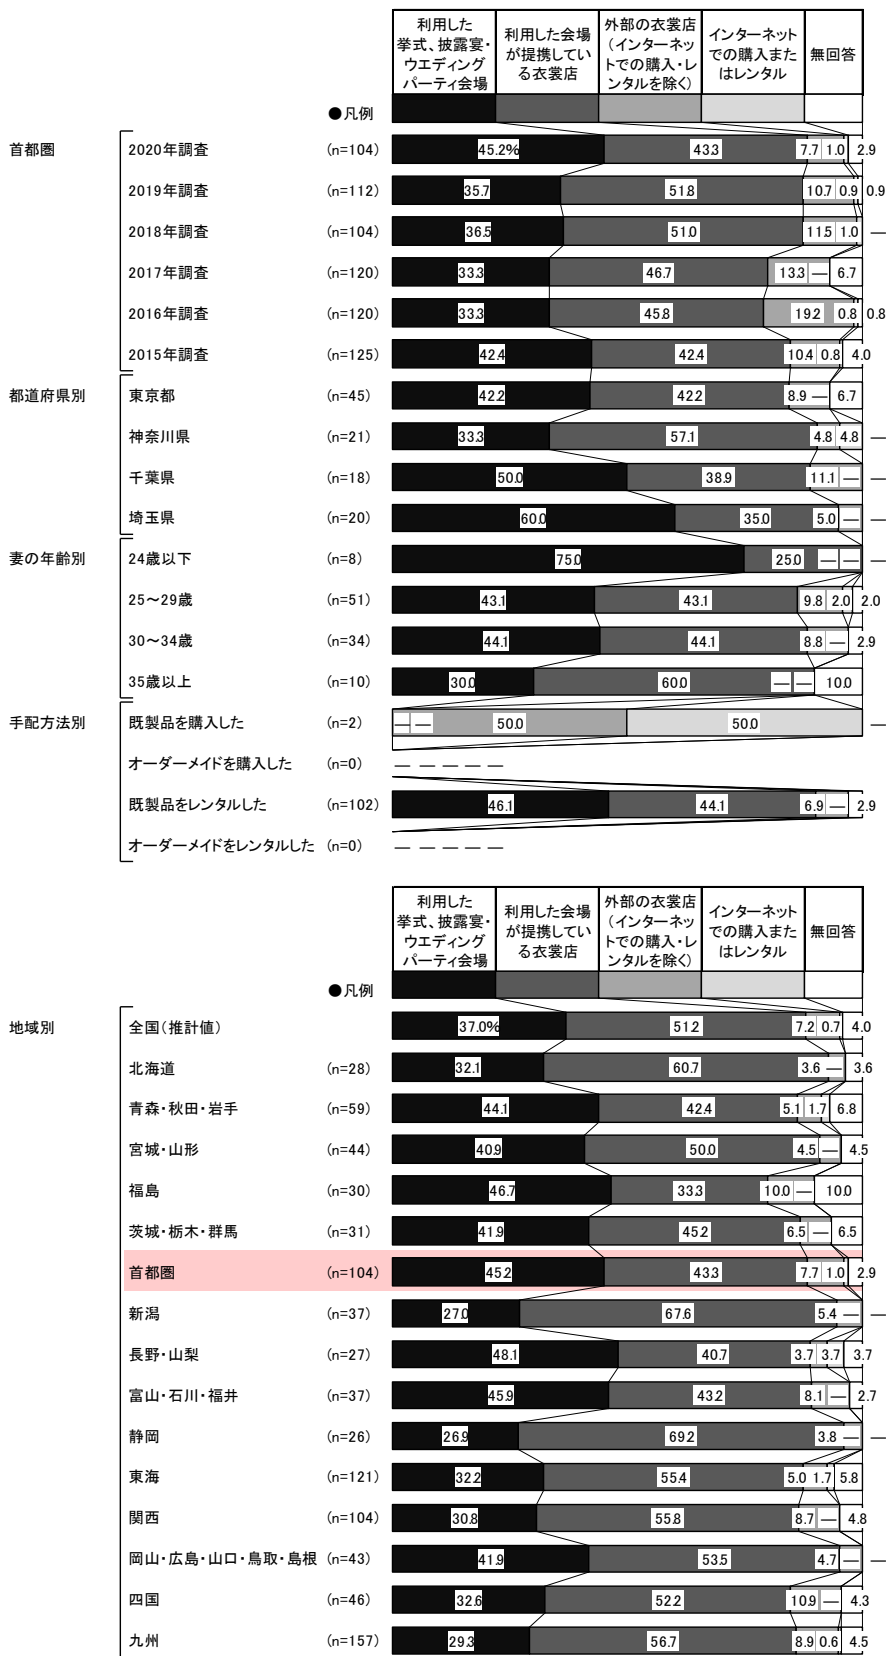 利用した
挙式、披露宴・
ウエディング
パーティ会場
利用した会場
が提携してい
る衣裳店
外部の衣裳店
（インターネッ
トでの購入・レ
ンタルを除く）
インターネット
での購入また
はレンタル
無回答
●凡例
首都圏 2020年調査 (n=104) 45.2% 43.3 7.7 1.0 2.9
2019年調査 (n=112) 35.7 51.8 10.7 0.9 0.9
2018年調査 (n=104) 36.5 51.0 11.5 1.0 ―
2017年調査 (n=120) 33.3 46.7 13.3 ― 6.7
2016年調査 (n=120) 33.3 45.8 19.2 0.8 0.8
2015年調査 (n=125) 42.4 42.4 10.4 0.8 4.0
都道府県別 東京都 (n=45) 42.2 42.2 8.9 ― 6.7
神奈川県 (n=21) 33.3 57.1 4.8 4.8 ―
千葉県 (n=18) 50.0 38.9 11.1 ― ―
埼玉県 (n=20) 60.0 35.0 5.0 ― ―
妻の年齢別 24歳以下 (n=8) 75.0 25.0 ― ― ―
25～29歳 (n=51) 43.1 43.1 9.8 2.0 2.0
30～34歳 (n=34) 44.1 44.1 8.8 ― 2.9
35歳以上 (n=10) 30.0 60.0 ― ― 10.0
手配方法別 既製品を購入した (n=2) ― ― 50.0 50.0 ―
オーダーメイドを購入した (n=0) ― ― ― ― ―
既製品をレンタルした (n=102) 46.1 44.1 6.9 ― 2.9
オーダーメイドをレンタルした (n=0) ― ― ― ― ―
利用した
挙式、披露宴・
ウエディング
パーティ会場
利用した会場
が提携してい
る衣裳店
外部の衣裳店
（インターネッ
トでの購入・レ
ンタルを除く）
インターネット
での購入また
はレンタル
無回答
●凡例
地域別 全国（推計値） 37.0% 51.2 7.2 0.7 4.0
北海道 (n=28) 32.1 60.7 3.6 ― 3.6
青森・秋田・岩手 (n=59) 44.1 42.4 5.1 1.7 6.8
宮城・山形 (n=44) 40.9 50.0 4.5 ― 4.5
福島 (n=30) 46.7 33.3 10.0 ― 10.0
茨城・栃木・群馬 (n=31) 41.9 45.2 6.5 ― 6.5
首都圏 (n=104) 45.2 43.3 7.7 1.0 2.9
新潟 (n=37) 27.0 67.6 5.4 ― ―
長野・山梨 (n=27) 48.1 40.7 3.7 3.7 3.7
富山・石川・福井 (n=37) 45.9 43.2 8.1 ― 2.7
静岡 (n=26) 26.9 69.2 3.8 ― ―
東海 (n=121) 32.2 55.4 5.0 1.7 5.8
関西 (n=104) 30.8 55.8 8.7 ― 4.8
岡山・広島・山口・鳥取・島根 (n=43) 41.9 53.5 4.7 ― ―
四国 (n=46) 32.6 52.2 10.9 ― 4.3
九州 (n=157) 29.3 56.7 8.9 0.6 4.5